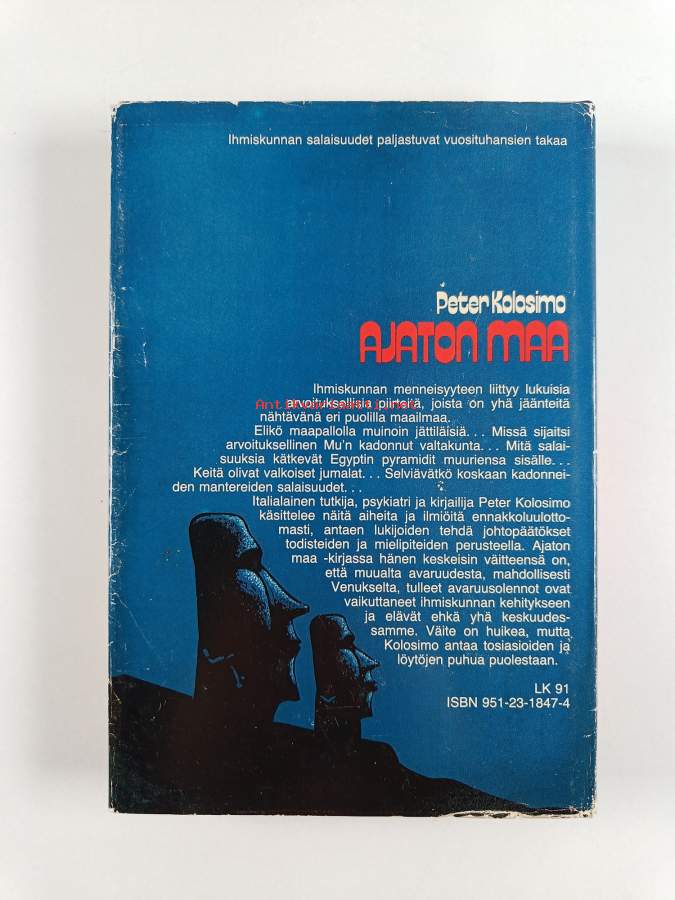 Ihmiskunnan salaisuudet paljastuvat vuosituhansien takaa
Peter Kolosimo
AJATON MAA
Ihmiskunnan menneisyyteen liittyy lukuisia
arvoituksellisia piirteitä, joista on yhä jäänteitä
nähtävänä eri puolilla maailmaa.
Elikö maapallolla muinoin jättiläisiä... Missä sijaitsi
arvoituksellinen Mu'n kadonnut valtakunta... Mitä salai-
suuksia kätkevät Egyptin pyramidit muuriensa sisälle...
Keitä olivat valkoiset jumalat... Selviävätkö koskaan kadonnei-
den mantereiden salaisuudet...
Italialainen tutkija, psykiatri ja kirjailija Peter Kolosimo
käsittelee näitä aiheita ja ilmiöitä ennakkoluulotto-
masti, antaen lukijoiden tehdä johtopäätökset
todisteiden ja mielipiteiden perusteella. Ajaton
maa -kirjassa hänen keskeisin väitteensä on,
että muualta avaruudesta, mahdollisesti
Venukselta, tulleet avaruusolennot ovat
vaikuttaneet ihmiskunnan kehitykseen
ja elävät ehkä yhä keskuudes-
samme. Väite on huikea, mutta
Kolosimo antaa tosiasioiden ja
löytöjen puhua puolestaan.
LK 91
ISBN 951-23-1847-4